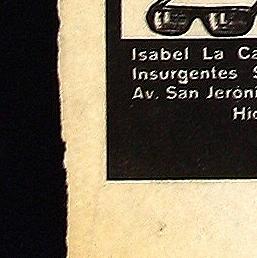 Isabel La Ca
Insurgentes S
Av. San Jeróni
Hid